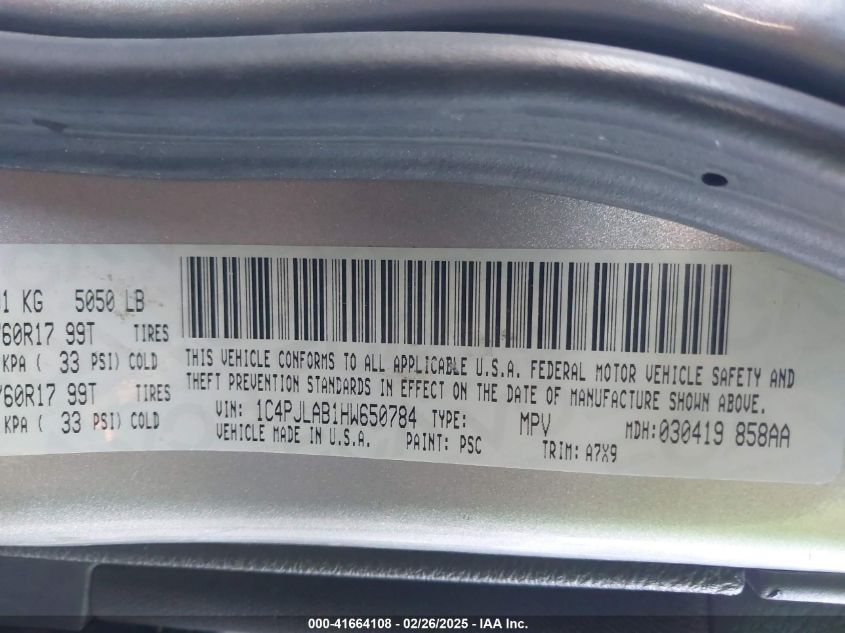 1 KG 5050 LB
/60R17 99T TIRES
KPA ( 33 PSI) COLD
/60R17 99T TIRES
KPA ( 33 PSI) COLD
THIS VEHICLE CONFORMS TO ALL APPLICABLE U.S.A. FEDERAL MOTOR VEHICLE SAFETY AND
THEFT PREVENTION STANDARDS IN EFFECT ON THE DATE OF MANUFACTURE SHOWN ABOVE.
VIN: 1C4PJLAB1HW650784 TYPE: MPV MDH:030419 858AA
VEHICLE MADE IN U.S.A. PAINT: PSC TRIM: A7X9
000-41664108 - 02/26/2025 - IAA Inc.